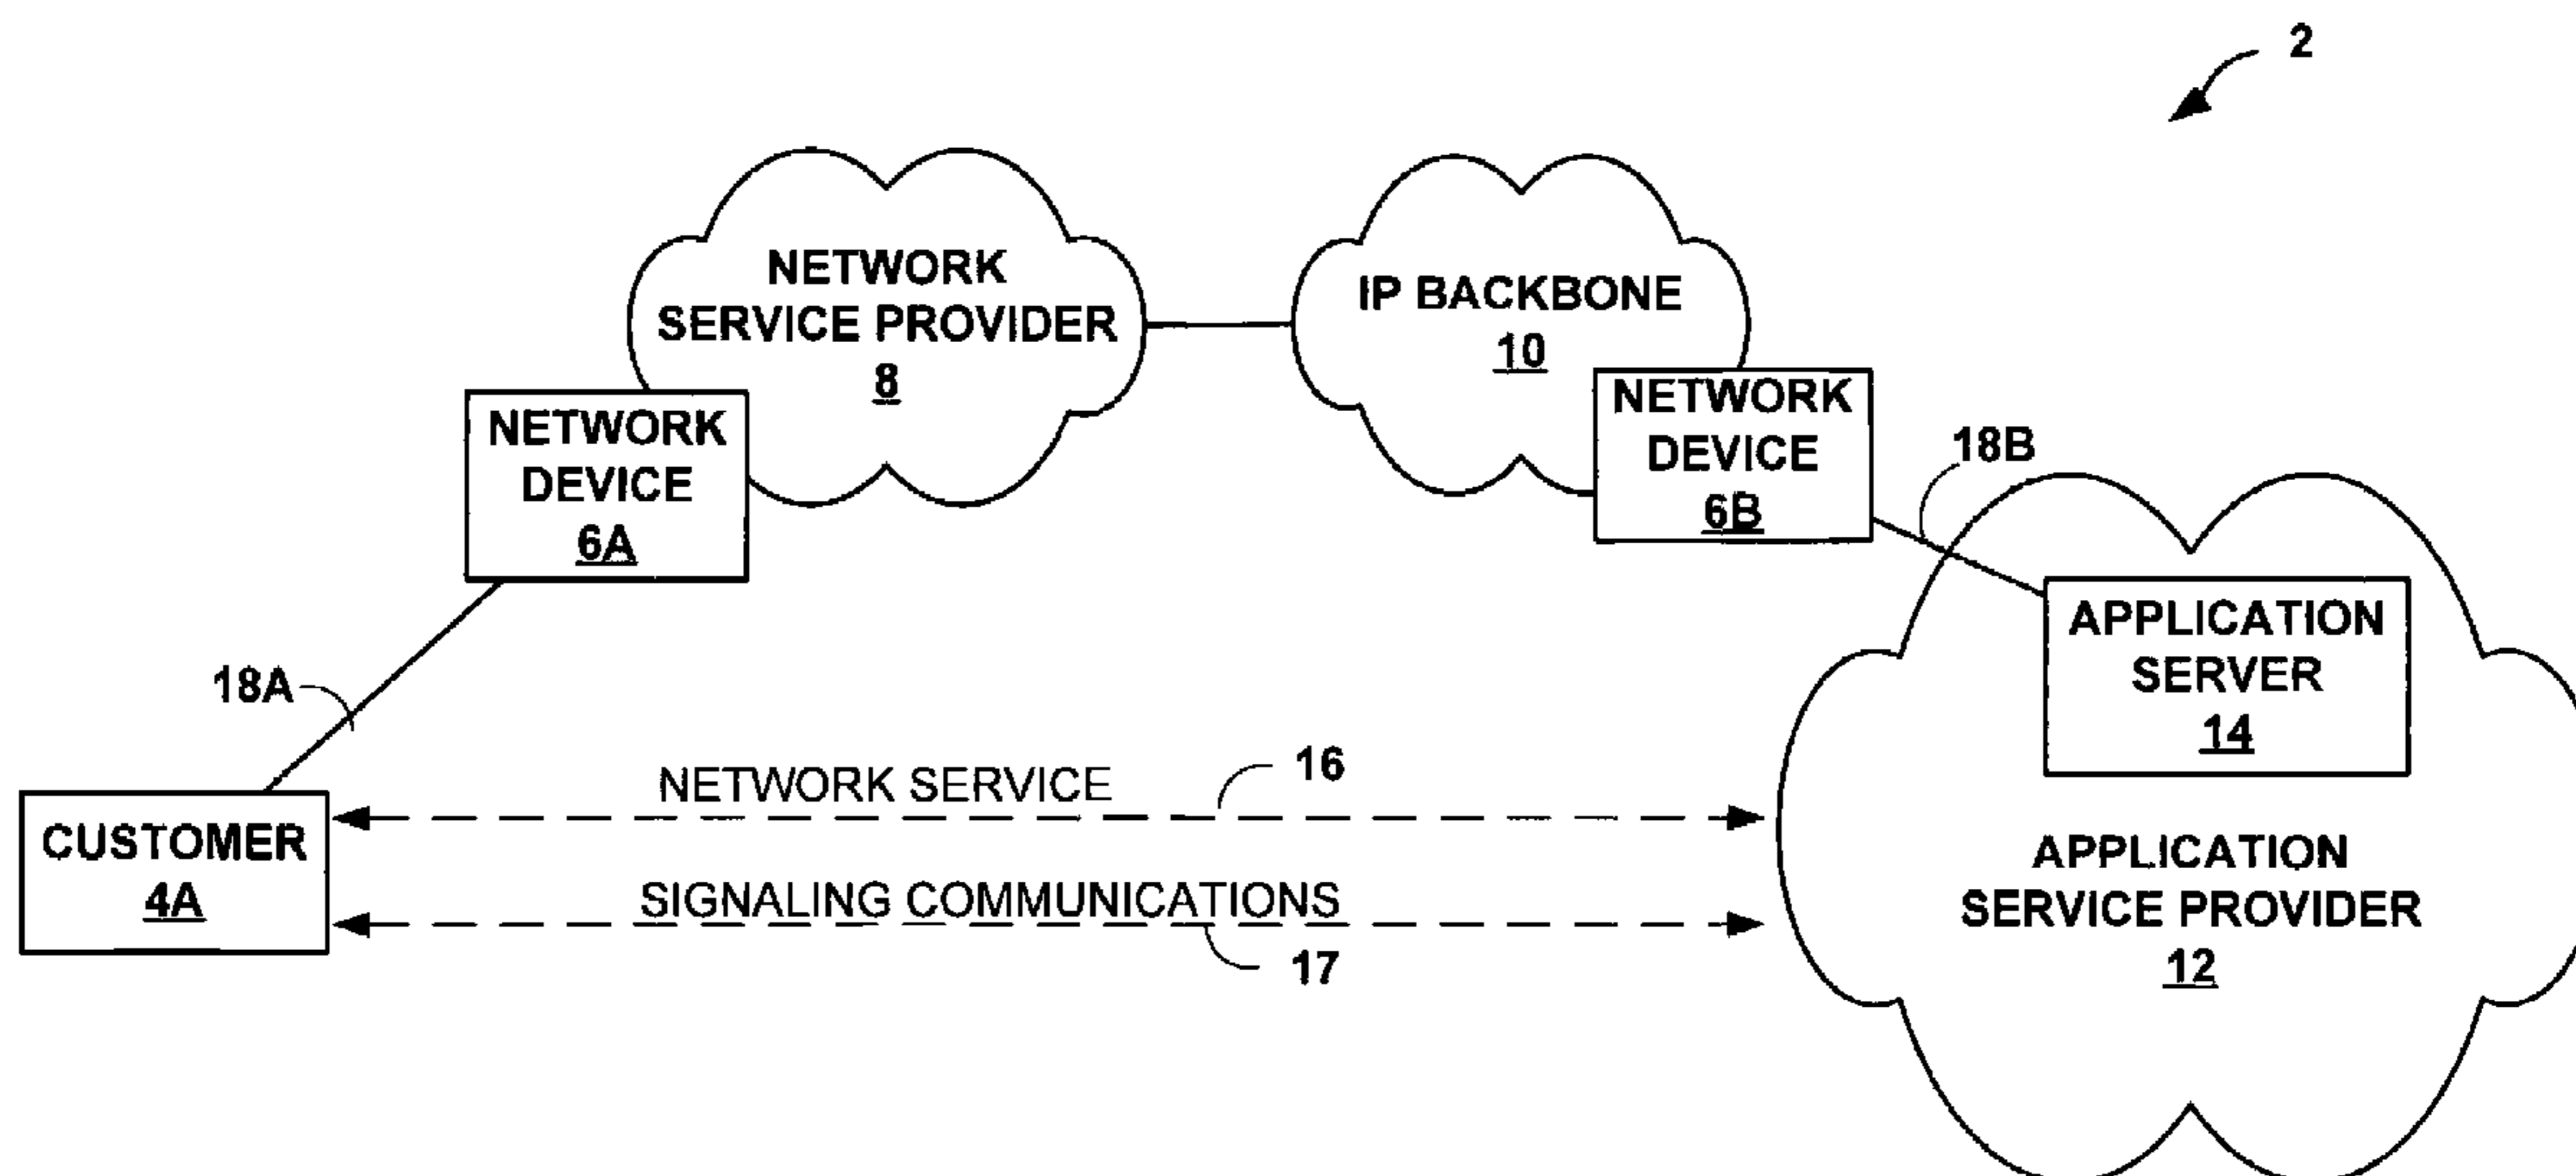 2
NETWORK
SERVICE PROVIDER
8
IP BACKBONE
10
NETWORK
DEVICE
6A
NETWORK
DEVICE
6B
18B
APPLICATION
SERVER
14
18A
NETWORK SERVICE
16
CUSTOMER
4A
SIGNALING COMMUNICATIONS
17
APPLICATION
SERVICE PROVIDER
12